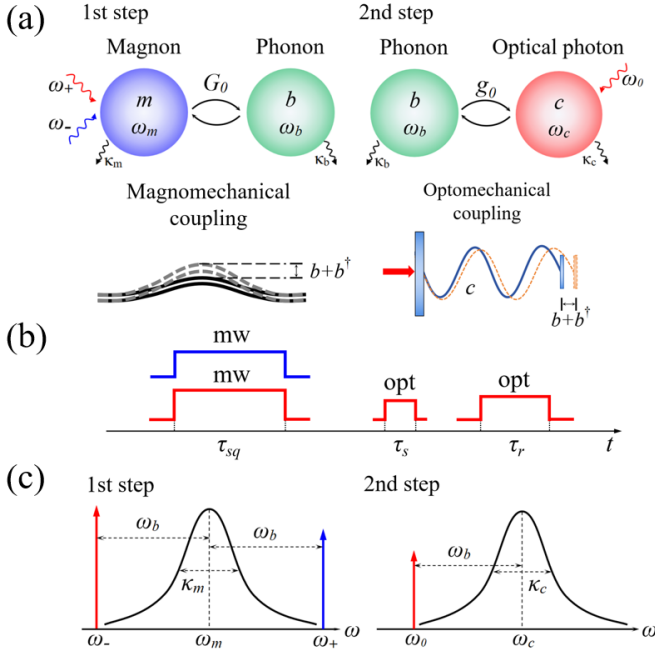 (a)
1st step
2nd step
Magnon
Phonon
Phonon
Optical photon
ω+
ω-
m
ωm
G0
b
ωb
b
ωb
g0
c
ωc
ω0
κm
κb
κb
κc
Magnomechanical
coupling
Optomechanical
coupling
b+b†
c
b+b†
(b)
mw
mw
opt
opt
τsq
τs
τr
t
(c)
1st step
2nd step
ωb
ωb
κm
ω-
ωm
ω+
ω
ωb
κc
ω0
ωc
ω